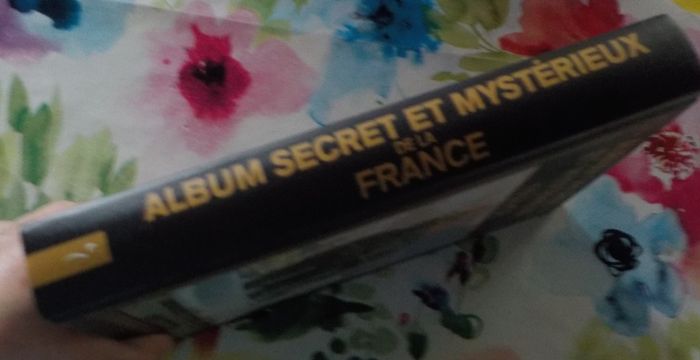 ALBUM SECRET ET MYSTÉRIEUX
DE LA
FRANCE